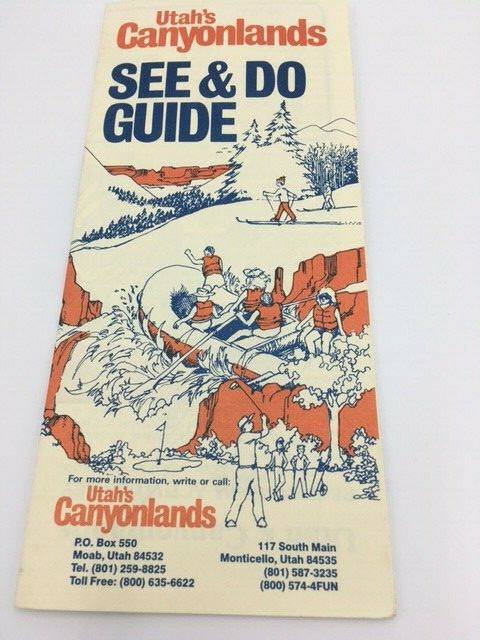 Utah's
Canyonlands
SEE & DO
GUIDE
For more information, write or call:
Utah's
Canyonlands
P.O. Box 550
Moab, Utah 84532
Tel. (801) 259-8825
Toll Free: (800) 635-6622
117 South Main
Monticello, Utah 84535
(801) 587-3235
(800) 574-4FUN